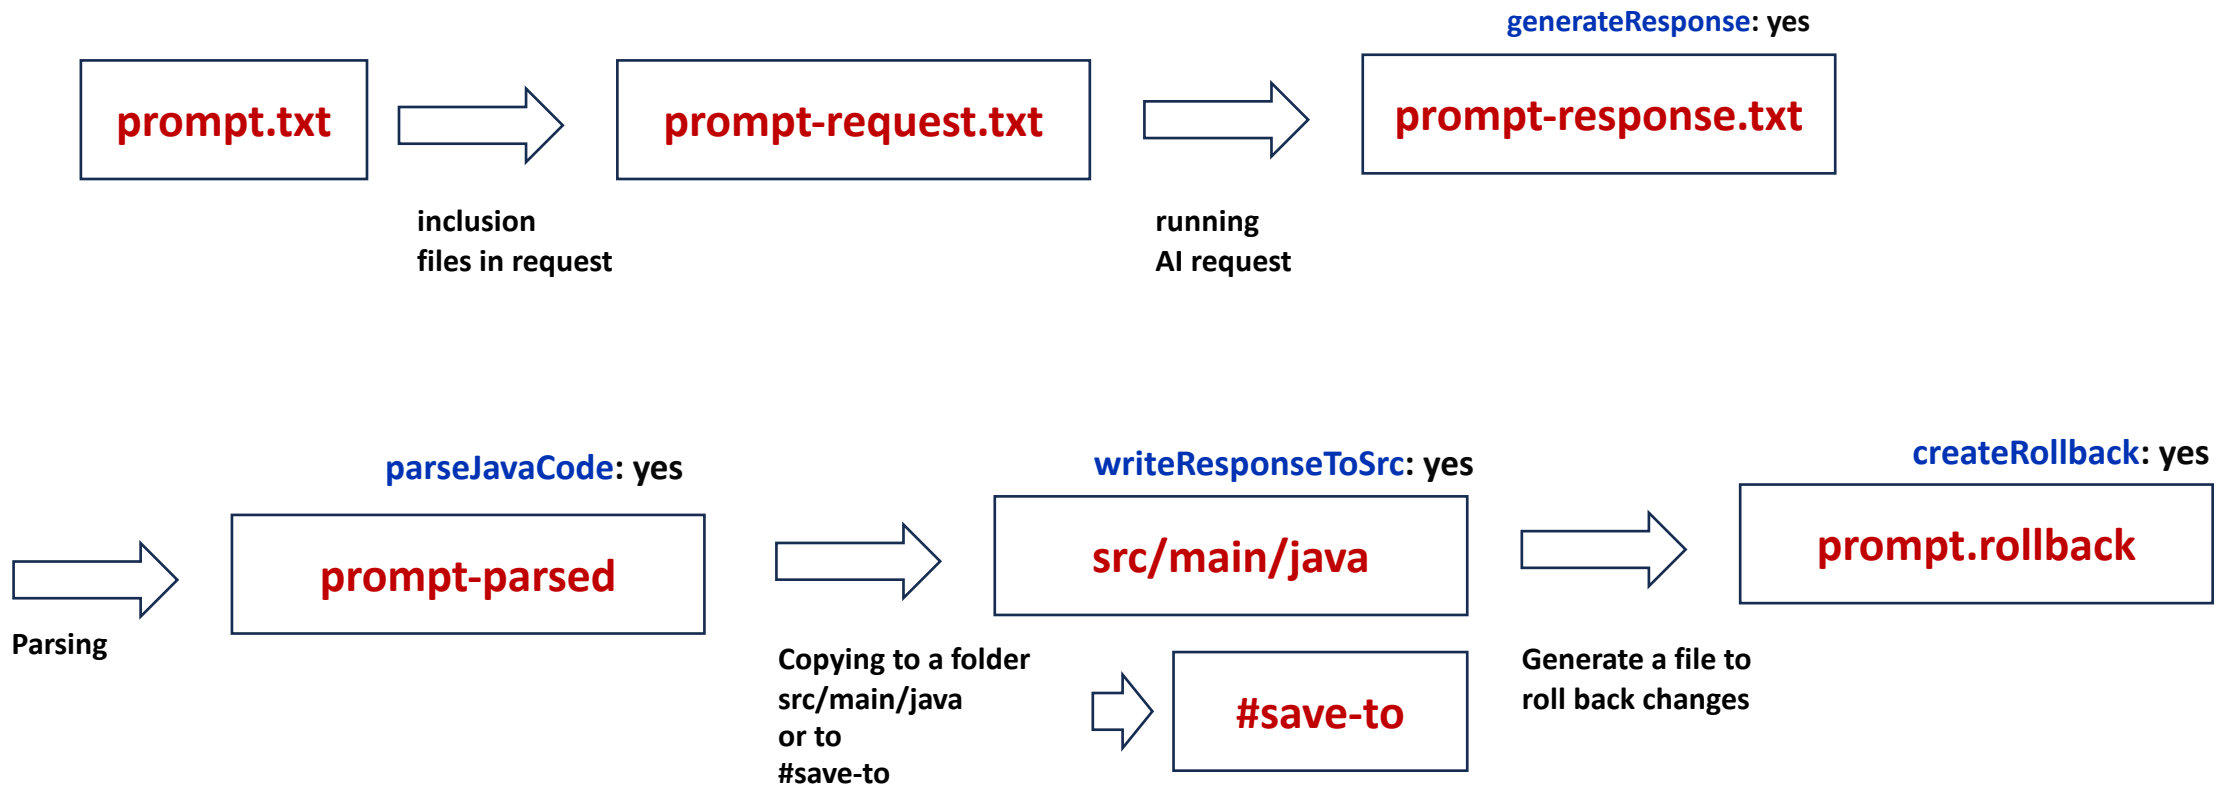 generateResponse: yes
prompt.txt
prompt-request.txt
prompt-response.txt
inclusion
files in request
running
AI request
parseJavaCode: yes
writeResponseToSrc: yes
createRollback: yes
prompt-parsed
src/main/java
prompt.rollback
Parsing
Copying to a folder
src/main/java
or to
#save-to
#save-to
Generate a file to
roll back changes